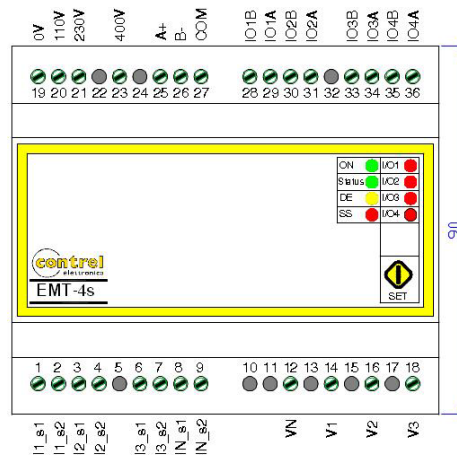 0V 110V 230V 400V A+ B- COM IO1B IO1A IO2B IO2A IO3B IO3A IO4B IO4A
19 20 21 22 23 24 25 26 27 28 29 30 31 32 33 34 35 36
ON I/O1
Status I/O2
DE I/O3
SS I/O4
contrel
elettronica
EMT-4s
SET
90
1 2 3 4 5 6 7 8 9 10 11 12 13 14 15 16 17 18
I1_s1 I1_s2 I2_s1 I2_s2 I3_s1 I3_s2 IN_s1 IN_s2 VN V1 V2 V3